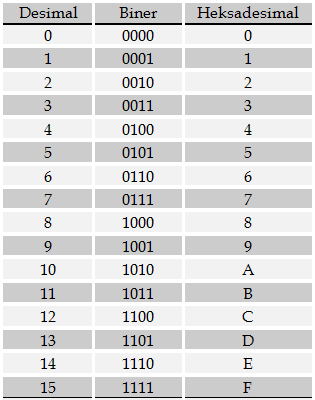 Desimal Biner Heksadesimal
0 0000 0
1 0001 1
2 0010 2
3 0011 3
4 0100 4
5 0101 5
6 0110 6
7 0111 7
8 1000 8
9 1001 9
10 1010 A
11 1011 B
12 1100 C
13 1101 D
14 1110 E
15 1111 F